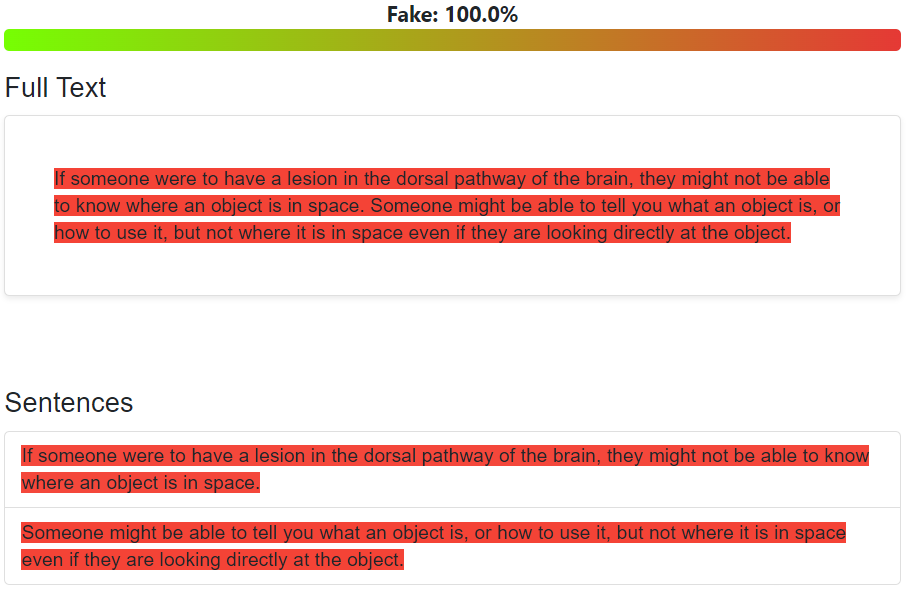 Fake: 100.0%
Full Text
If someone were to have a lesion in the dorsal pathway of the brain, they might not be able
to know where an object is in space. Someone might be able to tell you what an object is, or
how to use it, but not where it is in space even if they are looking directly at the object.
Sentences
If someone were to have a lesion in the dorsal pathway of the brain, they might not be able to know
where an object is in space.
Someone might be able to tell you what an object is, or how to use it, but not where it is in space
even if they are looking directly at the object.